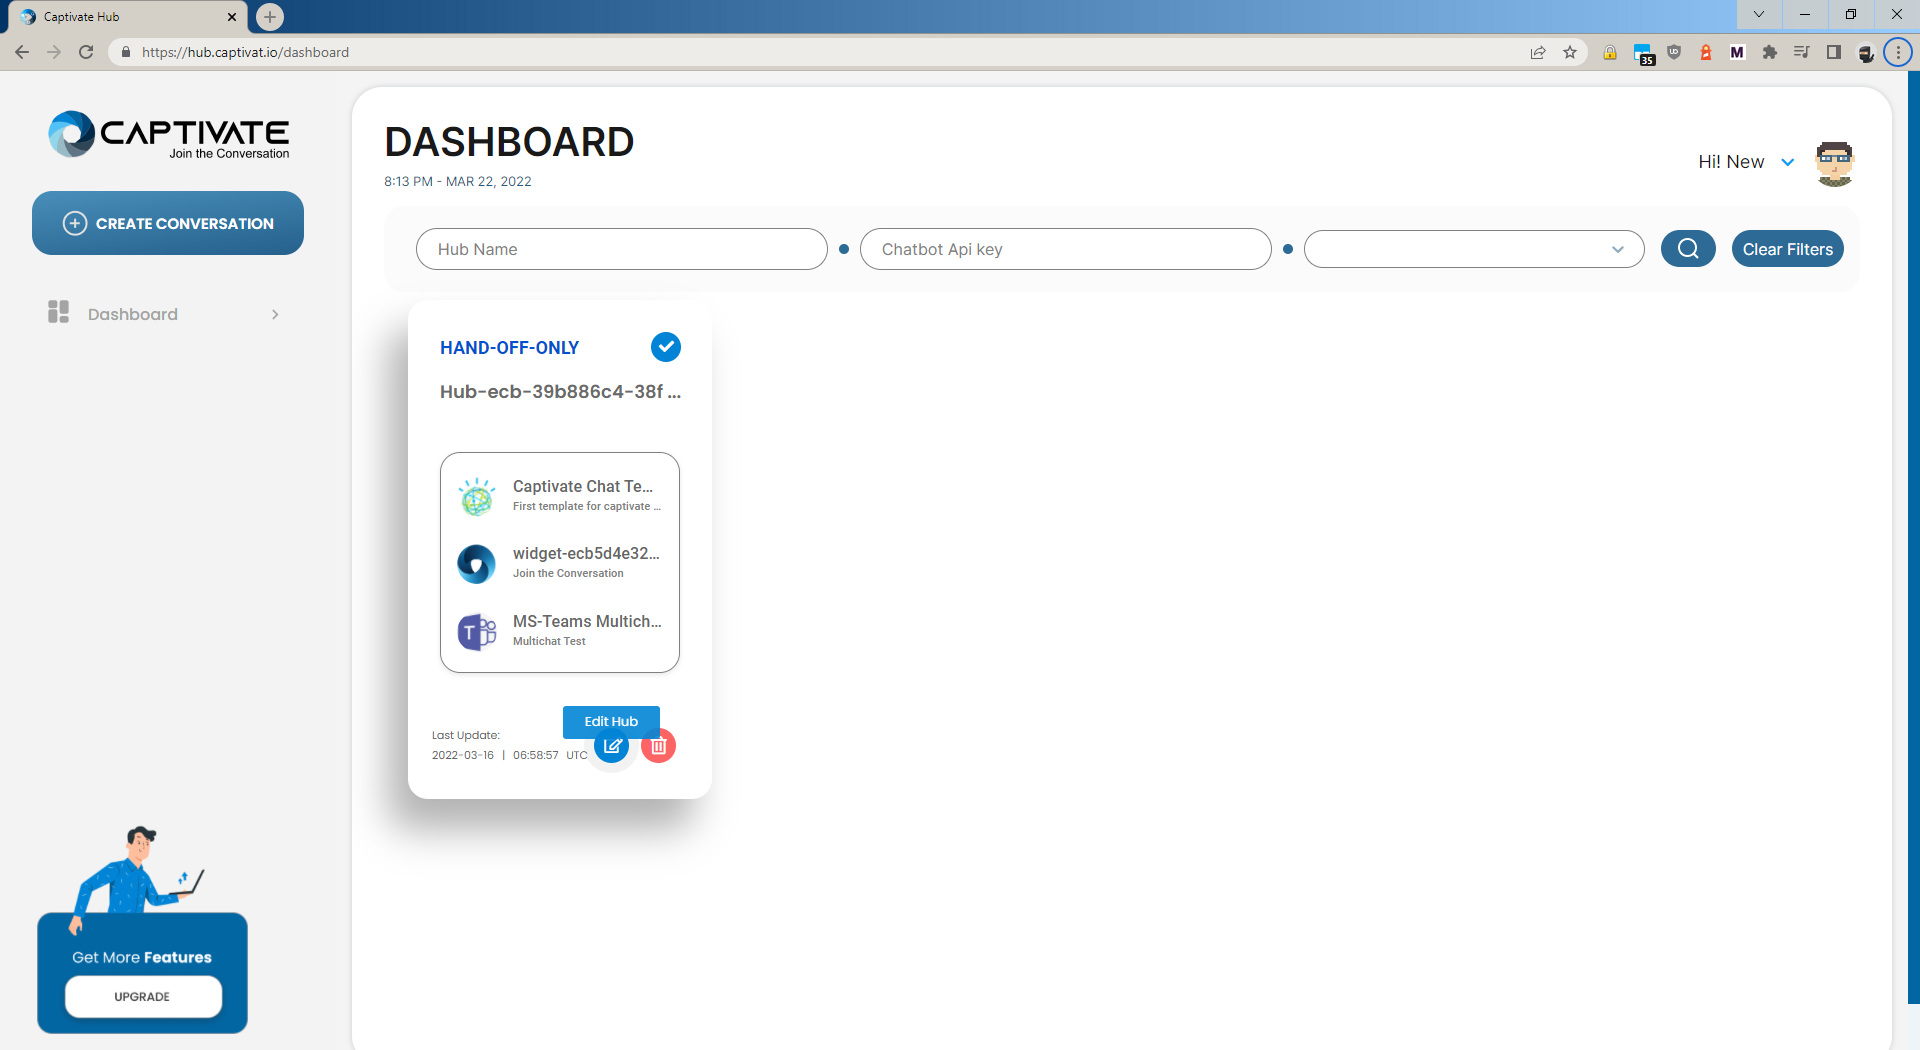 Captivate Hub
https://hub.captivat.io/dashboard
35
M
CAPTIVATE
Join the Conversation
CREATE CONVERSATION
Dashboard
DASHBOARD
8:13 PM - MAR 22, 2022
Hi! New
Hub Name
Chatbot Api key
Clear Filters
HAND-OFF-ONLY
Hub-ecb-39b886c4-38f ...
Captivate Chat Te...
First template for captivate ...
widget-ecb5d4e32...
Join the Conversation
T
MS-Teams Multich...
Multichat Test
Edit Hub
Last Update:
2022-03-16 | 06:58:57 UTC
Get More Features
UPGRADE